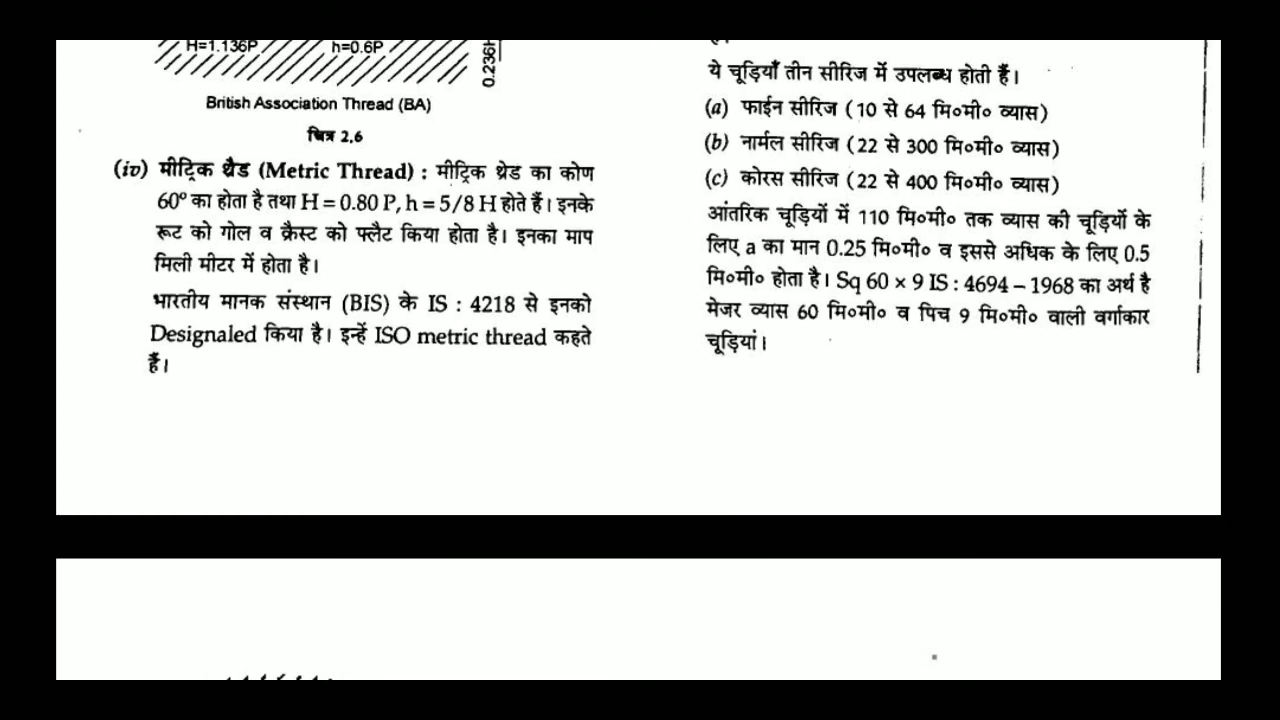 H=1.136P h=0.6P
British Association Thread (BA)
चित्र 2.6
(iv) मीट्रिक थ्रैड (Metric Thread) : मीट्रिक थ्रेड का कोण
60° का होता है तथा H = 0.80 P, h = 5/8 H होते हैं। इनके
रूट को गोल व क्रैस्ट को फ्लैट किया होता है। इनका माप
मिली मीटर में होता है।
भारतीय मानक संस्थान (BIS) के IS : 4218 से इनको
Designaled किया है। इन्हें ISO metric thread कहते
हैं।
ये चूड़ियाँ तीन सीरिज में उपलब्ध होती हैं।
(a) फाईन सीरिज (10 से 64 मि०मी० व्यास)
(b) नार्मल सीरिज (22 से 300 मि०मी० व्यास)
(c) कोरस सीरिज (22 से 400 मि०मी० व्यास)
आंतरिक चूड़ियों में 110 मि०मी० तक व्यास की चूड़ियों के
लिए a का मान 0.25 मि०मी० व इससे अधिक के लिए 0.5
मि०मी० होता है। Sq 60 × 9 IS : 4694 – 1968 का अर्थ है
मेजर व्यास 60 मि०मी० व पिच 9 मि०मी० वाली वर्गाकार
चूड़ियां।